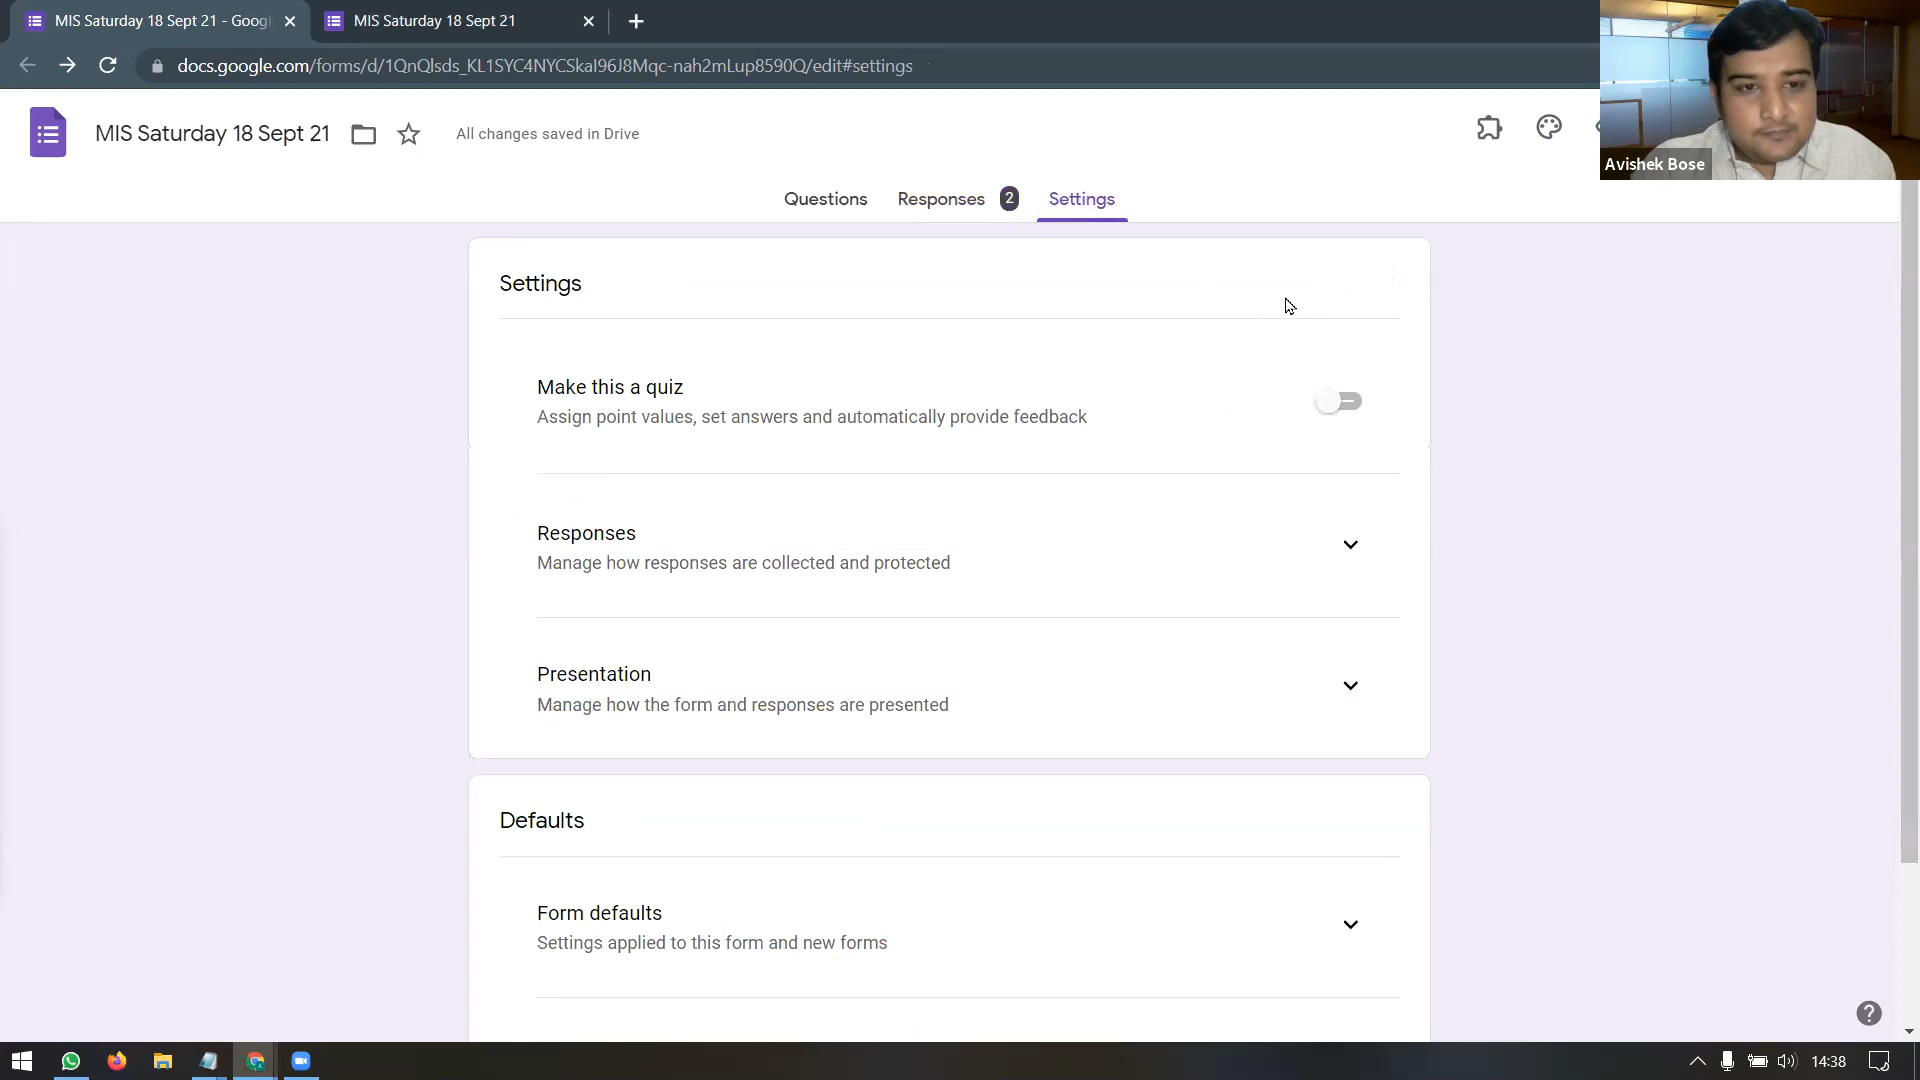 MIS Saturday 18 Sept 21 - Googl
MIS Saturday 18 Sept 21
docs.google.com/forms/d/1QnQlsds_KL1SYC4NYCSkaI96J8Mqc-nah2mLup8590Q/edit#settings
MIS Saturday 18 Sept 21
All changes saved in Drive
Avishek Bose
Questions
Responses 2
Settings
Settings
Make this a quiz
Assign point values, set answers and automatically provide feedback
Responses
Manage how responses are collected and protected
Presentation
Manage how the form and responses are presented
Defaults
Form defaults
Settings applied to this form and new forms
14:38